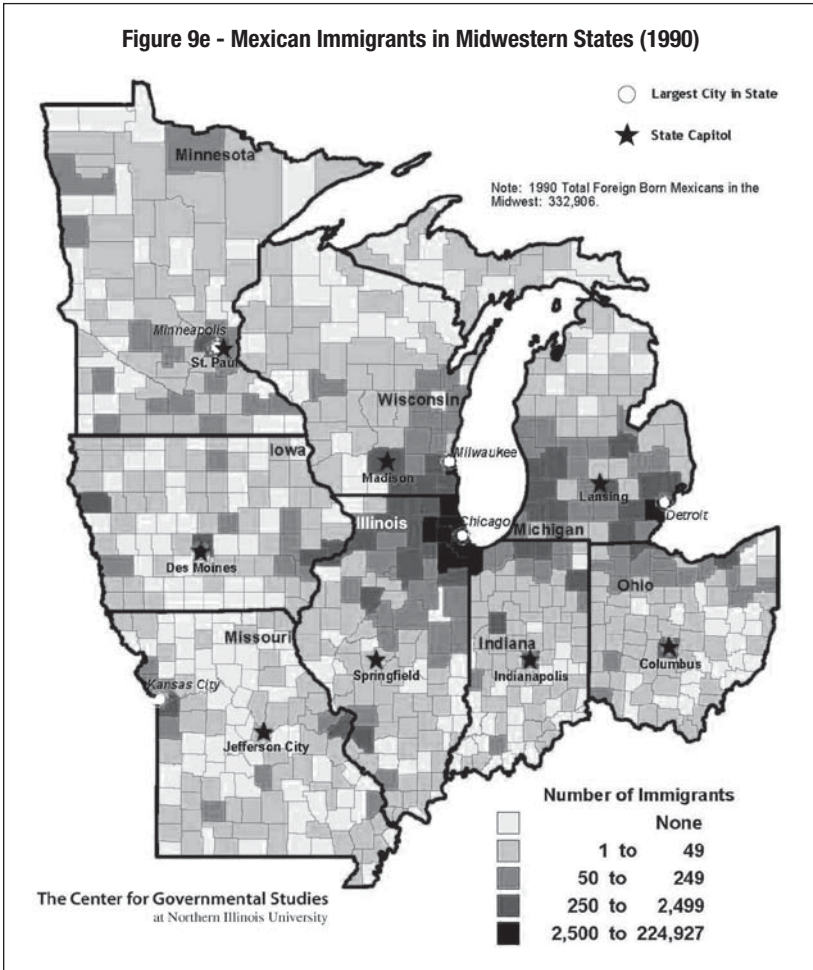 Figure 9e - Mexican Immigrants in Midwestern States (1990)
Largest City in State
State Capitol
Note: 1990 Total Foreign Born Mexicans in the
Midwest: 332,906.
Minnesota
Minneapolis
St. Paul
Wisconsin
Iowa
Milwaukee
Madison
Lansing
Illinois
Chicago
Detroit
Michigan
Des Moines
Ohio
Missouri
Indiana
Columbus
Springfield
Indianapolis
Kansas City
Jefferson City
Number of Immigrants
None
1 to 49
50 to 249
250 to 2,499
2,500 to 224,927
The Center for Governmental Studies
at Northern Illinois University